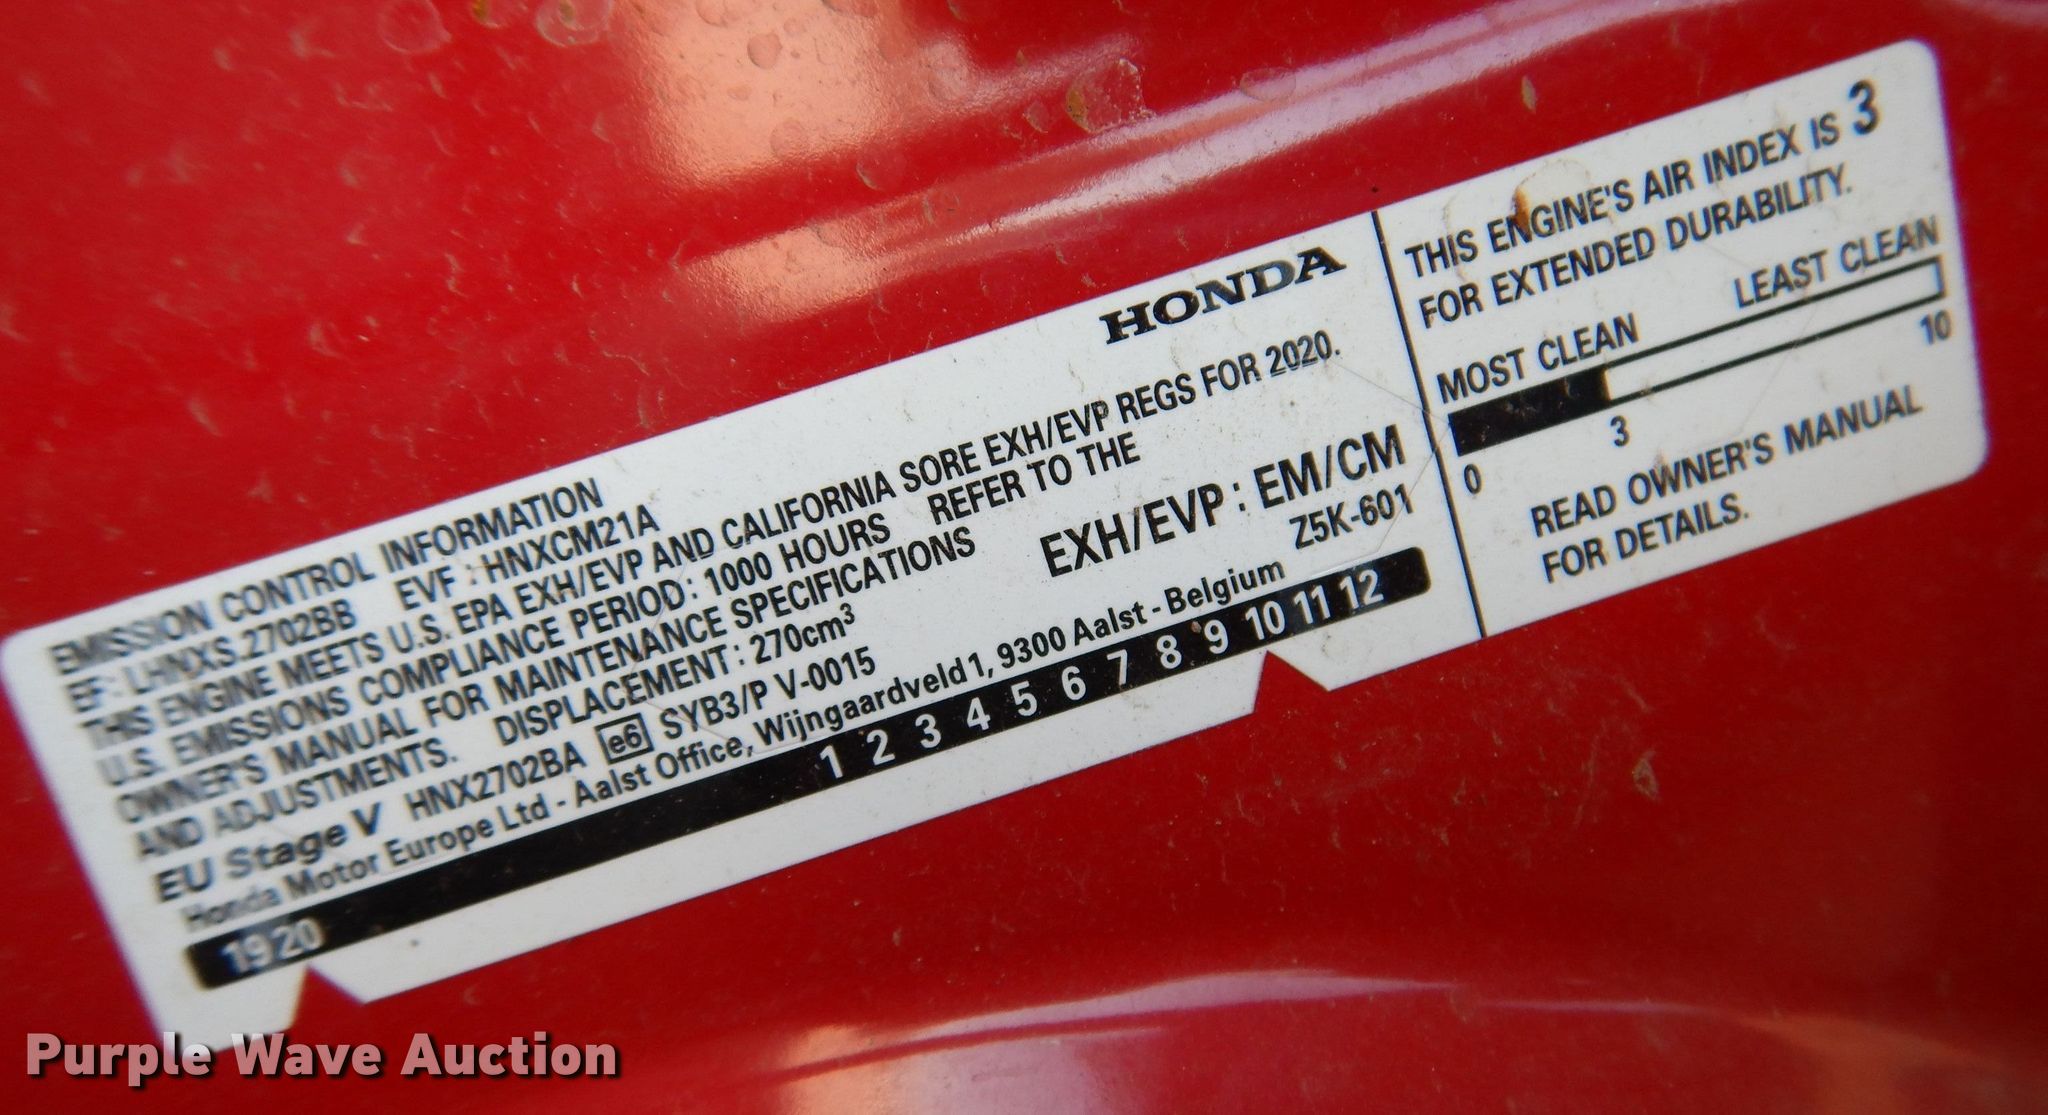 HONDA
EMISSION CONTROL INFORMATION
EF : LHNXS.2702BB EVF : HNXCM21A
THIS ENGINE MEETS U.S. EPA EXH/EVP AND CALIFORNIA SORE EXH/EVP REGS FOR 2020.
U.S. EMISSIONS COMPLIANCE PERIOD : 1000 HOURS REFER TO THE
OWNER'S MANUAL FOR MAINTENANCE SPECIFICATIONS
AND ADJUSTMENTS. DISPLACEMENT : 270cm³
EXH/EVP : EM/CM
EU Stage V HNX2702BA e6 SYB3/P V-0015
Z5K-601
Honda Motor Europe Ltd - Aalst Office, Wijngaardveld 1, 9300 Aalst - Belgium
19 20 1 2 3 4 5 6 7 8 9 10 11 12
THIS ENGINE'S AIR INDEX IS 3
FOR EXTENDED DURABILITY.
MOST CLEAN LEAST CLEAN
0 3 10
READ OWNER'S MANUAL
FOR DETAILS.
Purple Wave Auction